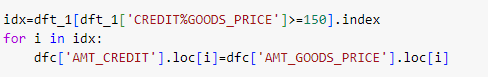 idx=dft_1[dft_1['CREDIT%GOODS_PRICE']>=150].index
for i in idx:
    dfc['AMT_CREDIT'].loc[i]=dfc['AMT_GOODS_PRICE'].loc[i]